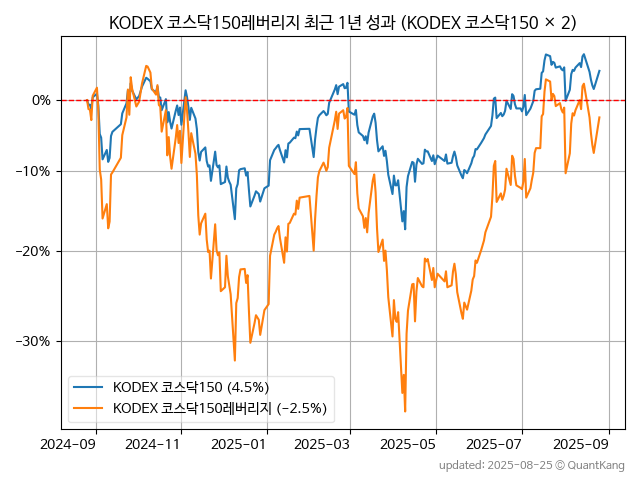 KODEX 코스닥150레버리지 최근 1년 성과 (KODEX 코스닥150 × 2)
0%
−10%
−20%
−30%
KODEX 코스닥150 (4.5%)
KODEX 코스닥150레버리지 (−2.5%)
2024-09 2024-11 2025-01 2025-03 2025-05 2025-07 2025-09
updated: 2025-08-25 © QuantKang